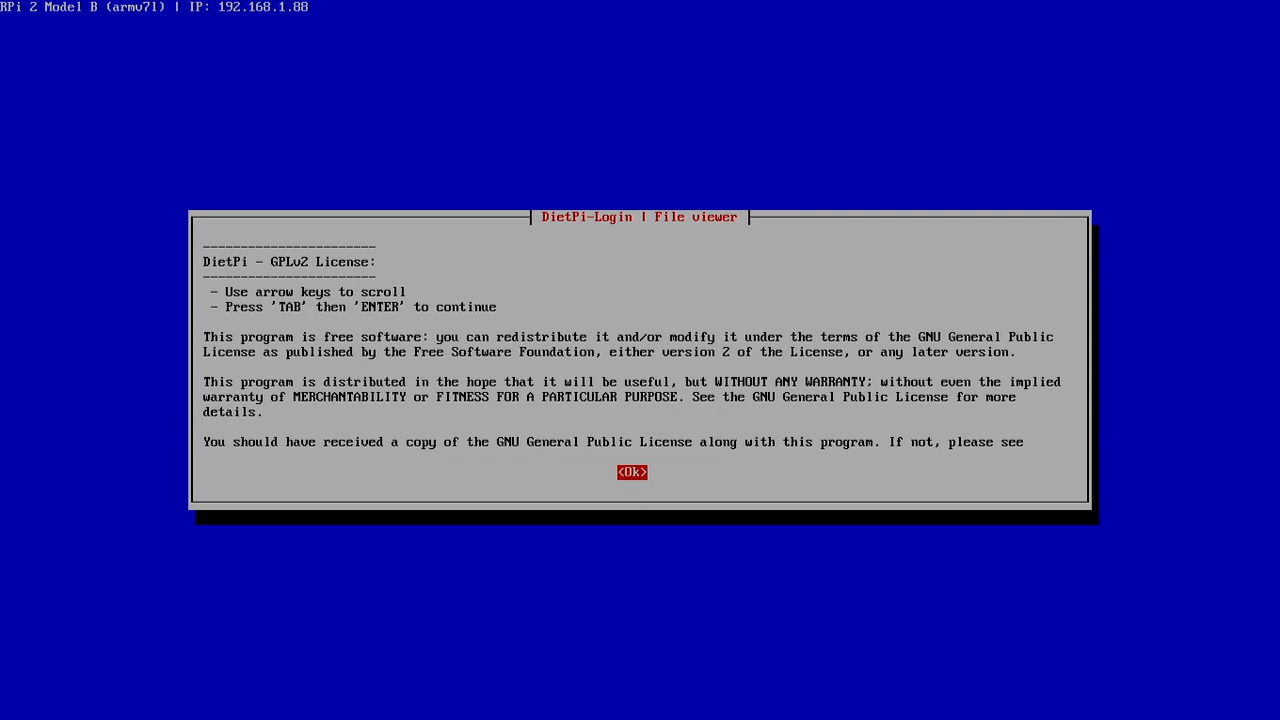 RPi 2 Model B (armv7l) | IP: 192.168.1.88
DietPi-Login | File viewer
-----------------------
DietPi - GPLv2 License:
-----------------------
- Use arrow keys to scroll
- Press 'TAB' then 'ENTER' to continue
This program is free software: you can redistribute it and/or modify it under the terms of the GNU General Public
License as published by the Free Software Foundation, either version 2 of the License, or any later version.
This program is distributed in the hope that it will be useful, but WITHOUT ANY WARRANTY; without even the implied
warranty of MERCHANTABILITY or FITNESS FOR A PARTICULAR PURPOSE. See the GNU General Public License for more
details.
You should have received a copy of the GNU General Public License along with this program. If not, please see
<Ok>